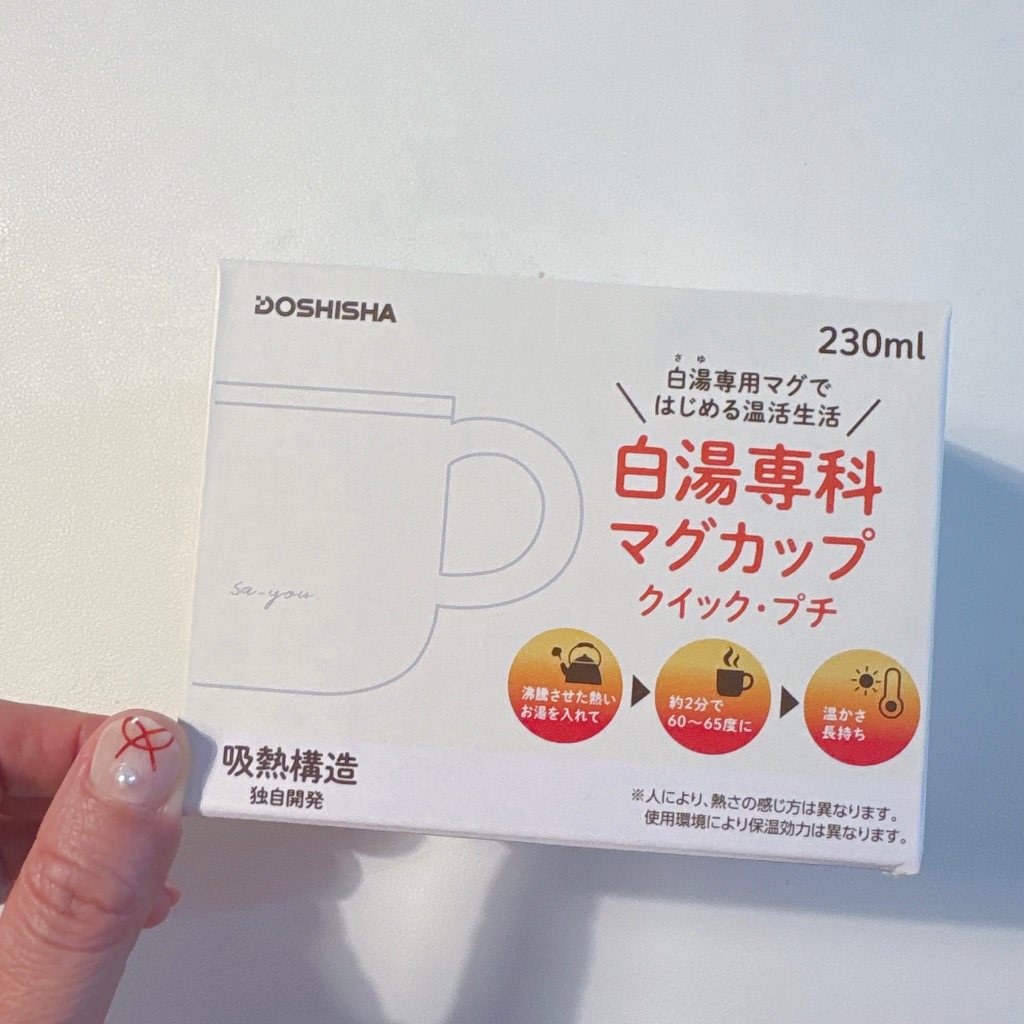 DOSHISHA
230ml
さゆ
白湯専用マグで
はじめる温活生活
白湯専科
マグカップ
クイック・プチ
sa-you.
沸騰させた熱い
お湯を入れて
約2分で
60〜65度に
温かさ
長持ち
吸熱構造
独自開発
※人により、熱さの感じ方は異なります。
使用環境により保温効力は異なります。